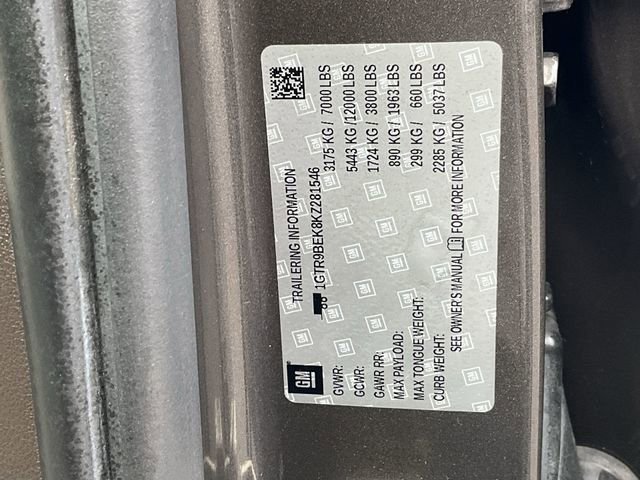 GM
TRAILERING INFORMATION
1GTR9BEK8KZ281546
GVWR: 3175 KG / 7000 LBS
GCWR: 5443 KG /12000 LBS
GAWR RR: 1724 KG / 3800 LBS
MAX PAYLOAD: 890 KG / 1963 LBS
MAX TONGUE WEIGHT: 299 KG / 660 LBS
CURB WEIGHT: 2285 KG / 5037 LBS
SEE OWNER'S MANUAL FOR MORE INFORMATION